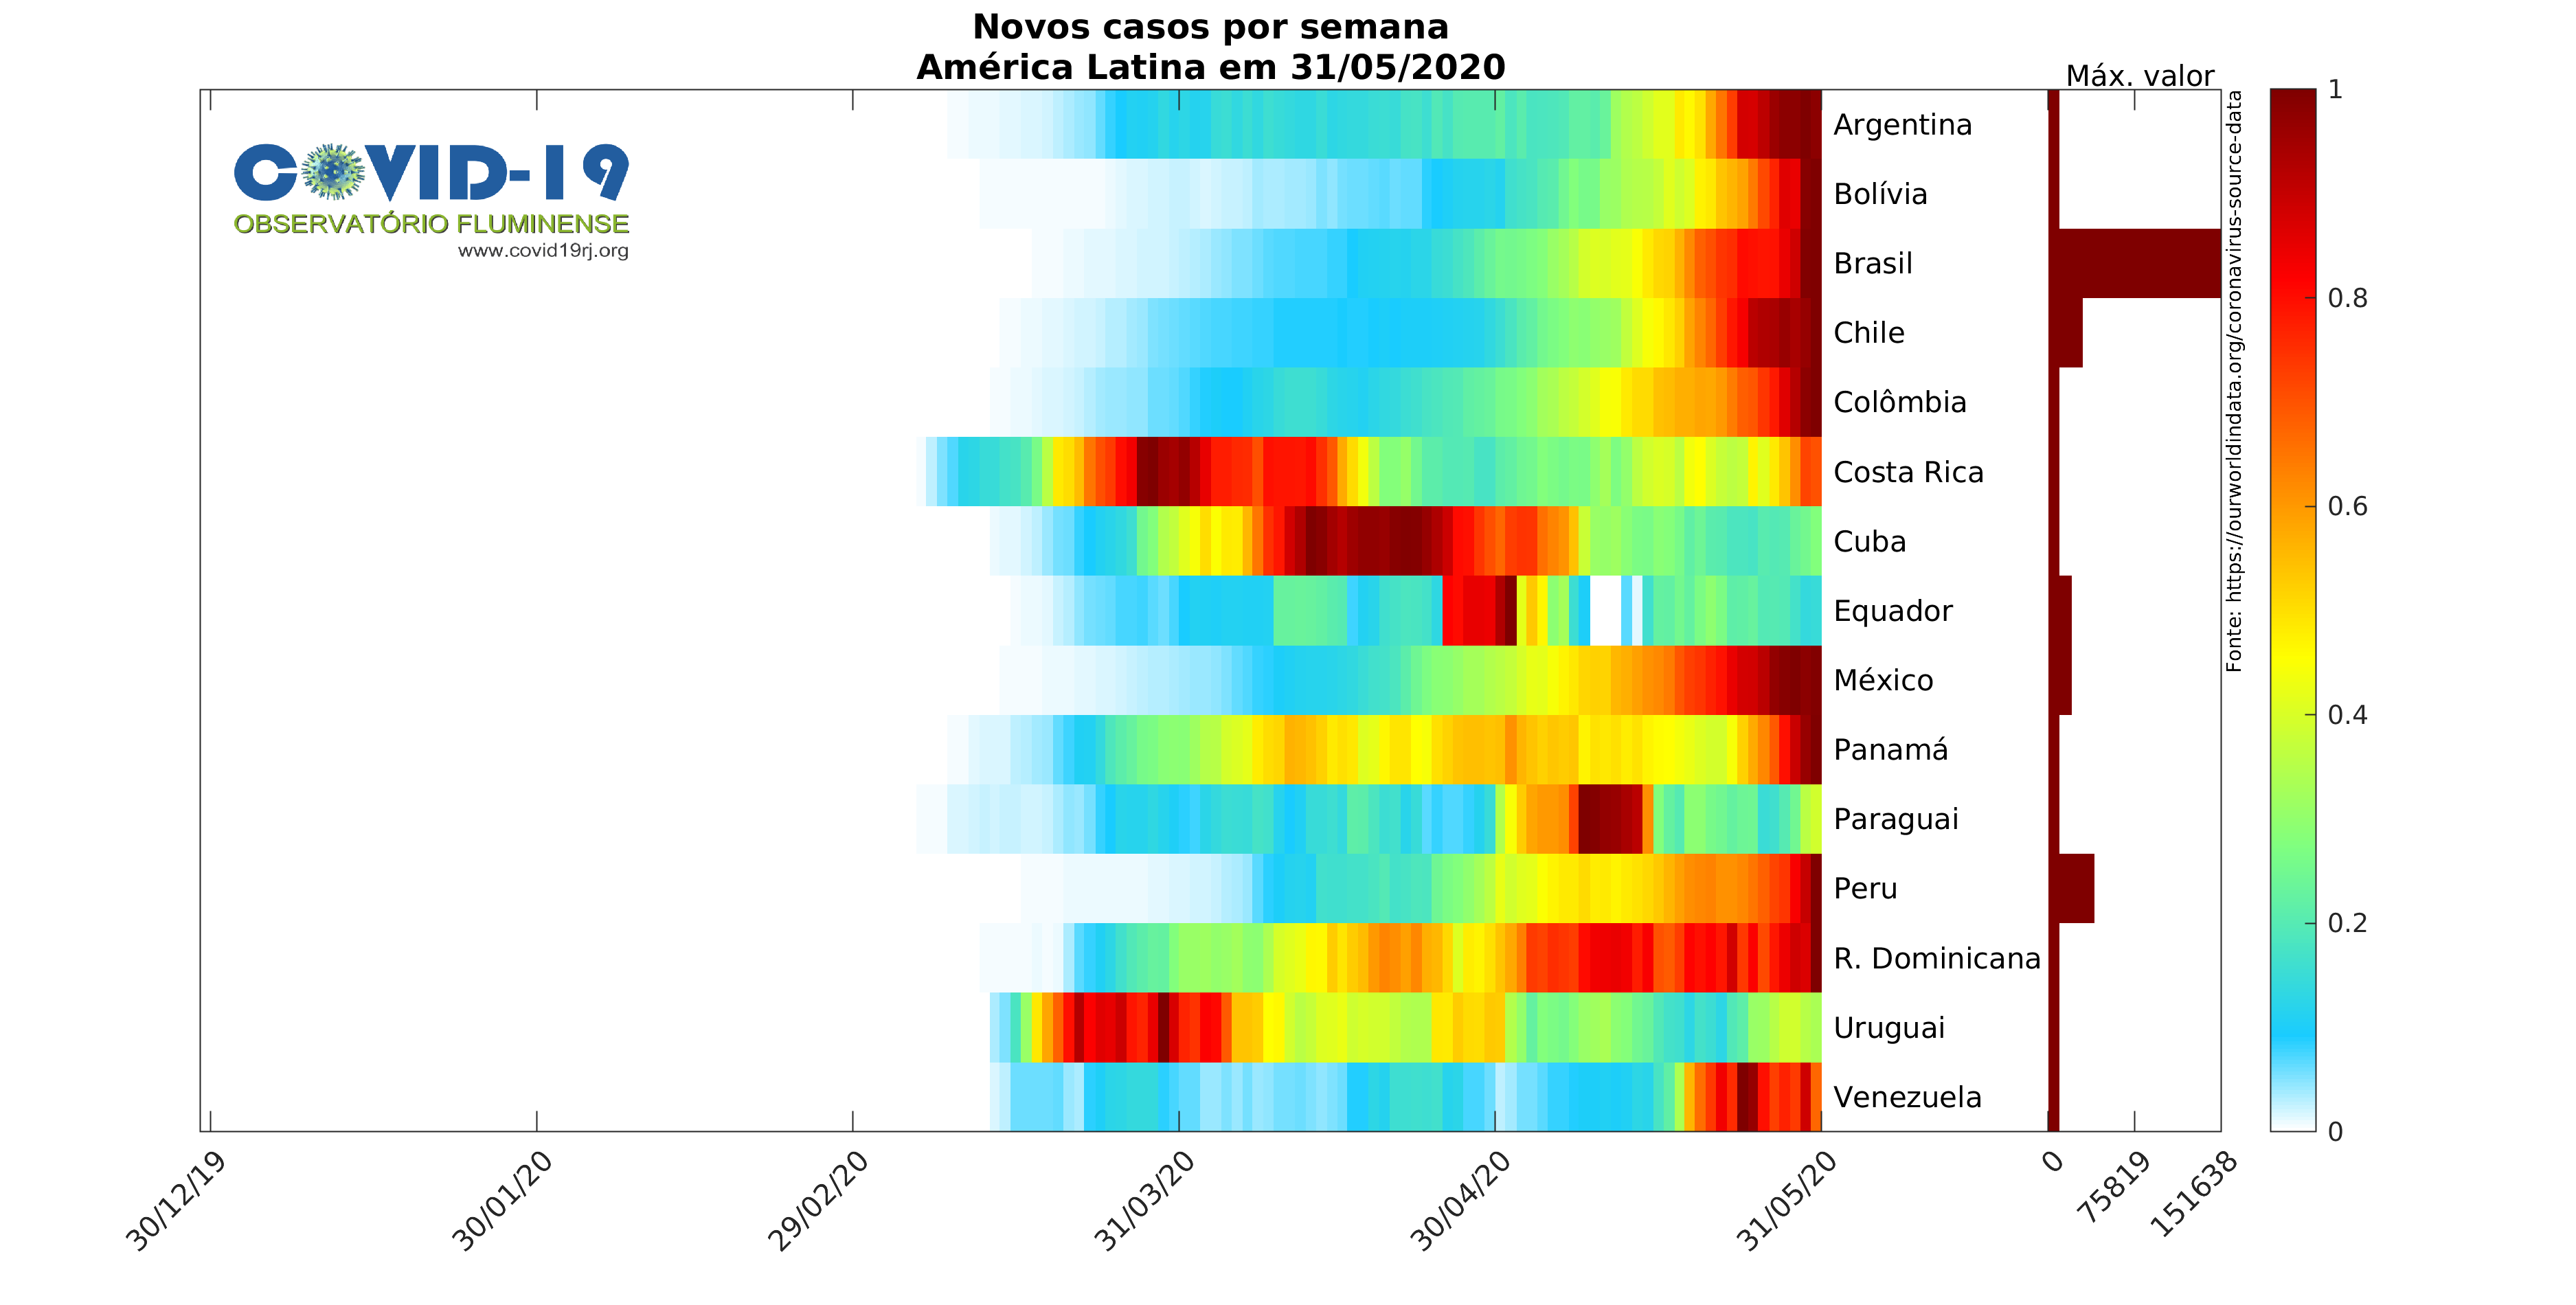 Novos casos por semana
América Latina em 31/05/2020
Máx. valor
COVID-19
OBSERVATÓRIO FLUMINENSE
www.covid19rj.org
Argentina
Bolívia
Brasil
Chile
Colômbia
Costa Rica
Cuba
Equador
México
Panamá
Paraguai
Peru
R. Dominicana
Uruguai
Venezuela
Fonte: https://ourworldindata.org/coronavirus-source-data
1
0.8
0.6
0.4
0.2
0
30/12/19
30/01/20
29/02/20
31/03/20
30/04/20
31/05/20
0
75819
151638